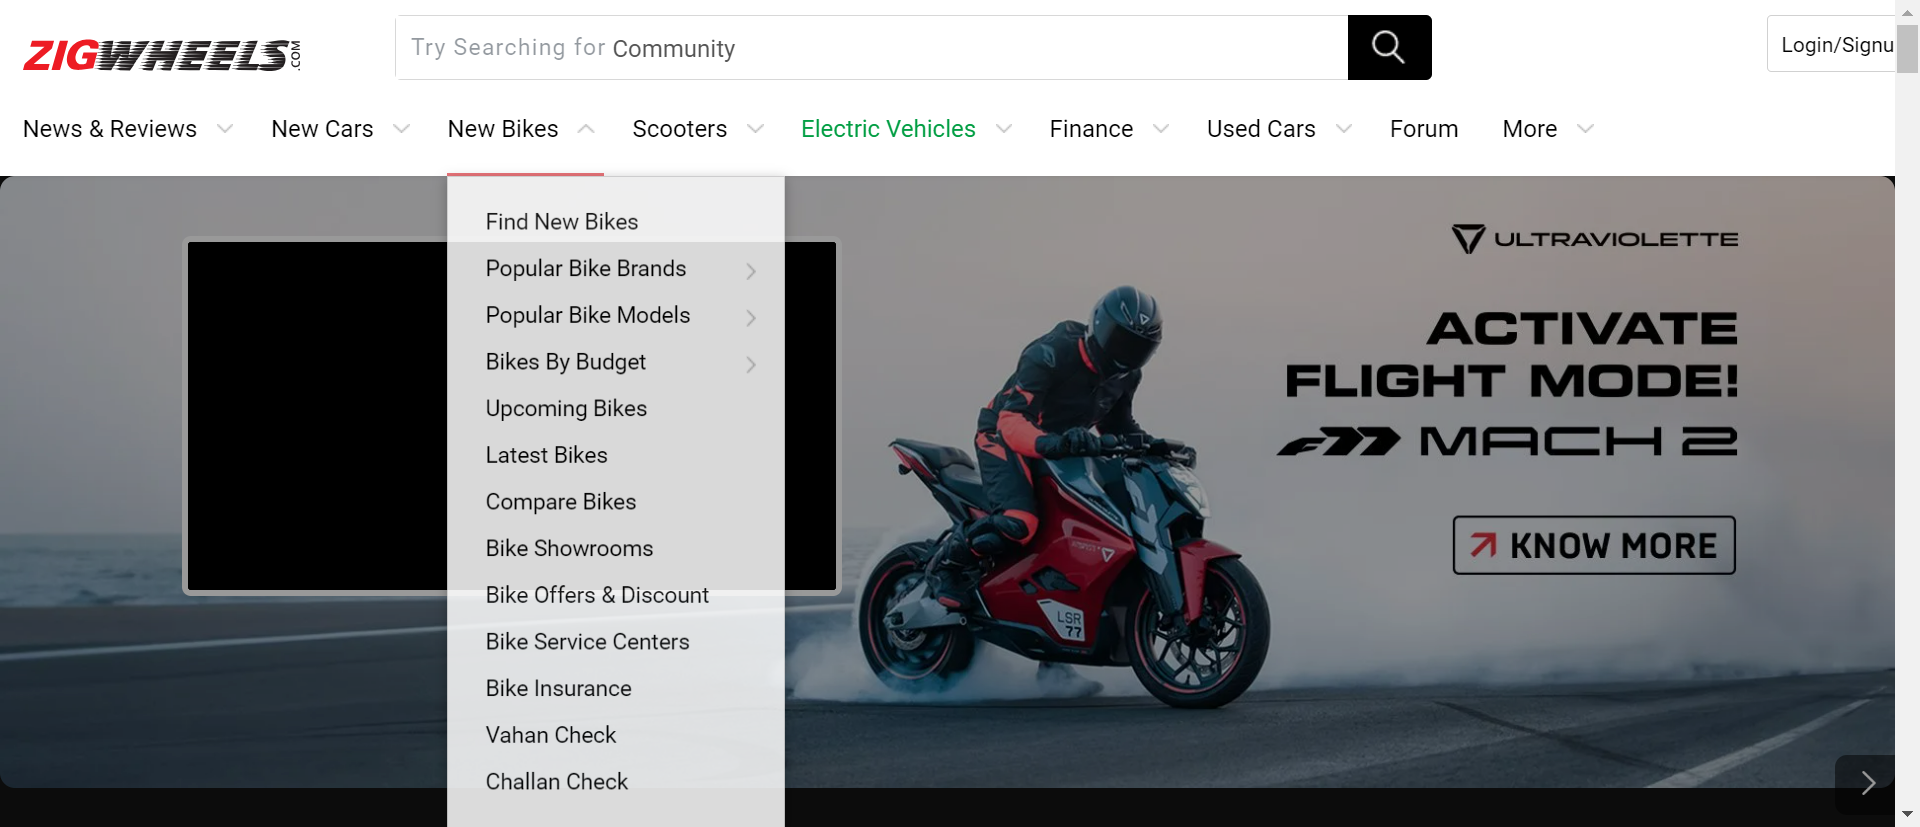 ZIGWHEELS.COM
Try Searching for Community
Login/Signu
News & Reviews
New Cars
New Bikes
Scooters
Electric Vehicles
Finance
Used Cars
Forum
More
Find New Bikes
Popular Bike Brands
Popular Bike Models
Bikes By Budget
Upcoming Bikes
Latest Bikes
Compare Bikes
Bike Showrooms
Bike Offers & Discount
Bike Service Centers
Bike Insurance
Vahan Check
Challan Check
ULTRAVIOLETTE
ACTIVATE
FLIGHT MODE!
F77 MACH 2
KNOW MORE
LSR
77